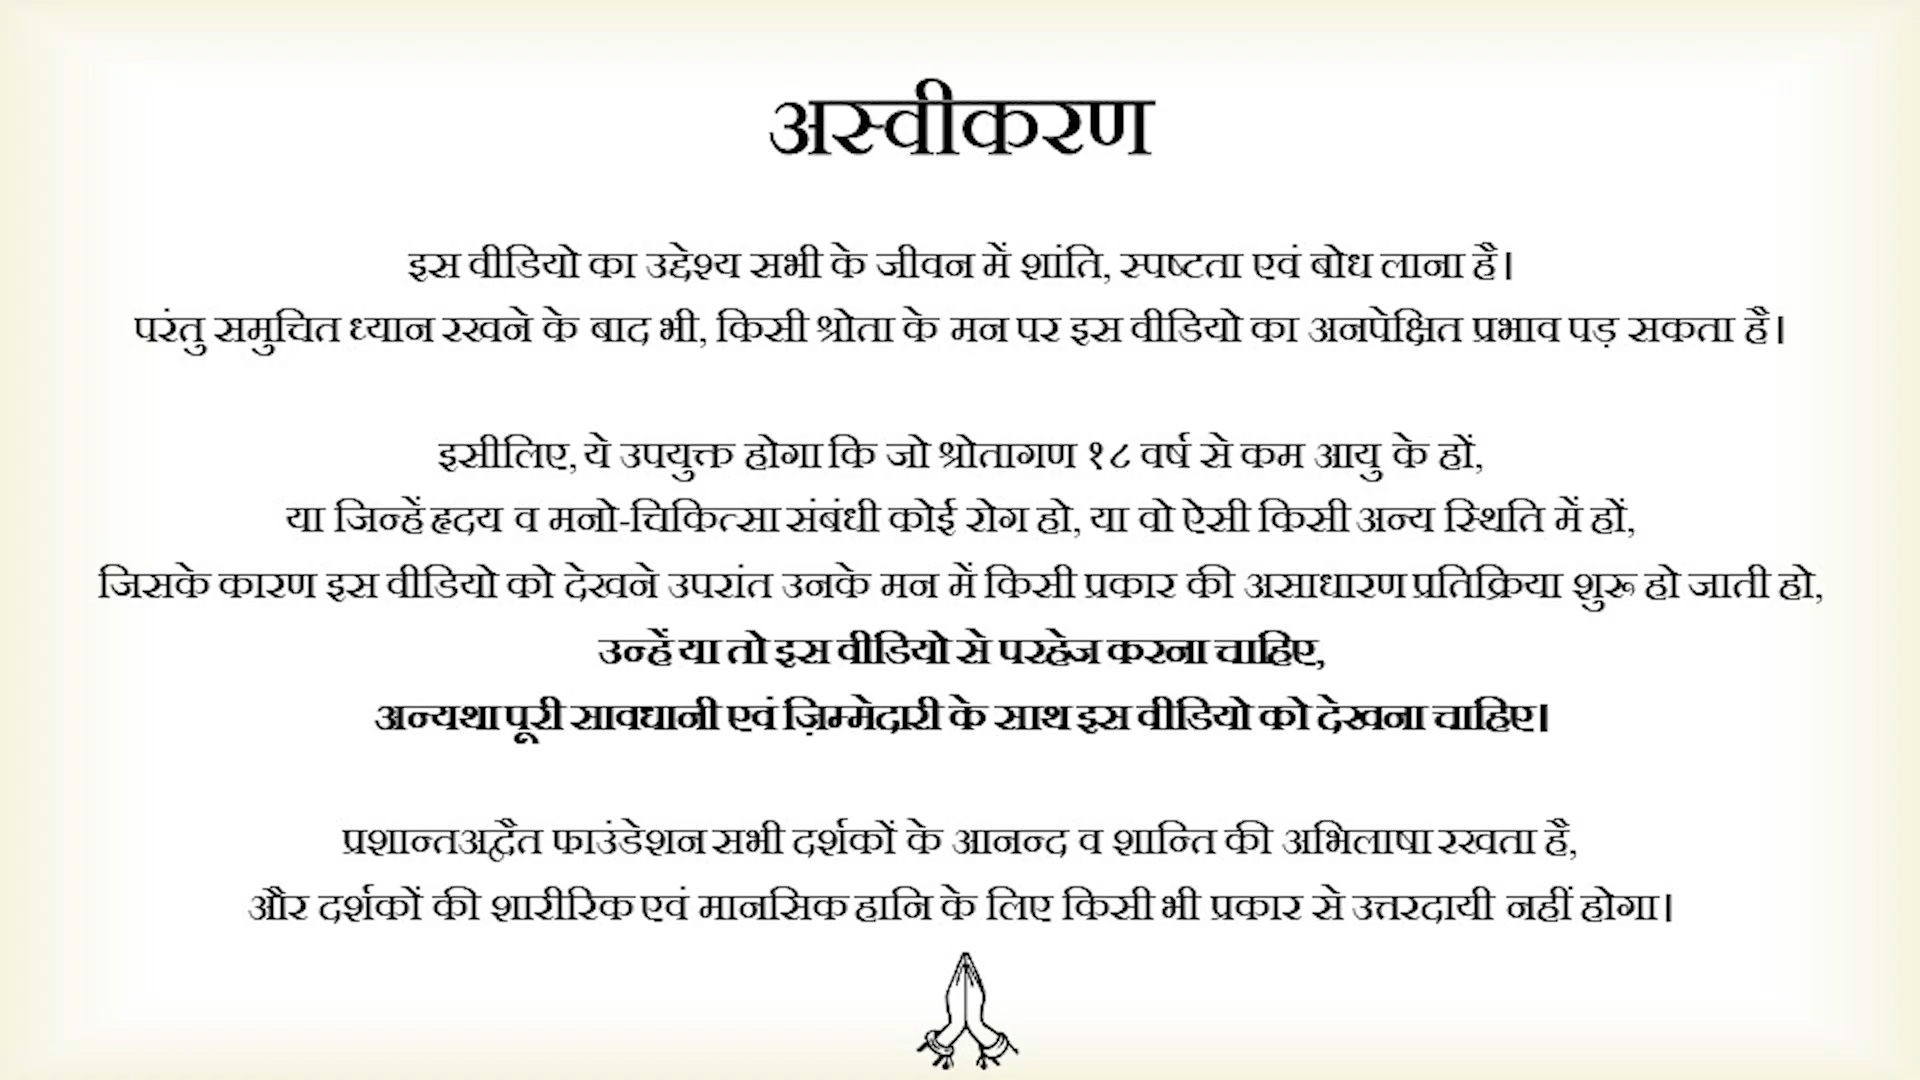 अस्वीकरण
इस वीडियो का उद्देश्य सभी के जीवन में शांति, स्पष्टता एवं बोध लाना है।
परंतु समुचित ध्यान रखने के बाद भी, किसी श्रोता के मन पर इस वीडियो का अनपेक्षित प्रभाव पड़ सकता है।
इसीलिए, ये उपयुक्त होगा कि जो श्रोतागण १८ वर्ष से कम आयु के हों,
या जिन्हें हृदय व मनो-चिकित्सा संबंधी कोई रोग हो, या वो ऐसी किसी अन्य स्थिति में हों,
जिसके कारण इस वीडियो को देखने उपरांत उनके मन में किसी प्रकार की असाधारण प्रतिक्रिया शुरू हो जाती हो,
उन्हें या तो इस वीडियो से परहेज करना चाहिए,
अन्यथा पूरी सावधानी एवं ज़िम्मेदारी के साथ इस वीडियो को देखना चाहिए।
प्रशान्तअद्वैत फाउंडेशन सभी दर्शकों के आनन्द व शान्ति की अभिलाषा रखता है,
और दर्शकों की शारीरिक एवं मानसिक हानि के लिए किसी भी प्रकार से उत्तरदायी नहीं होगा।